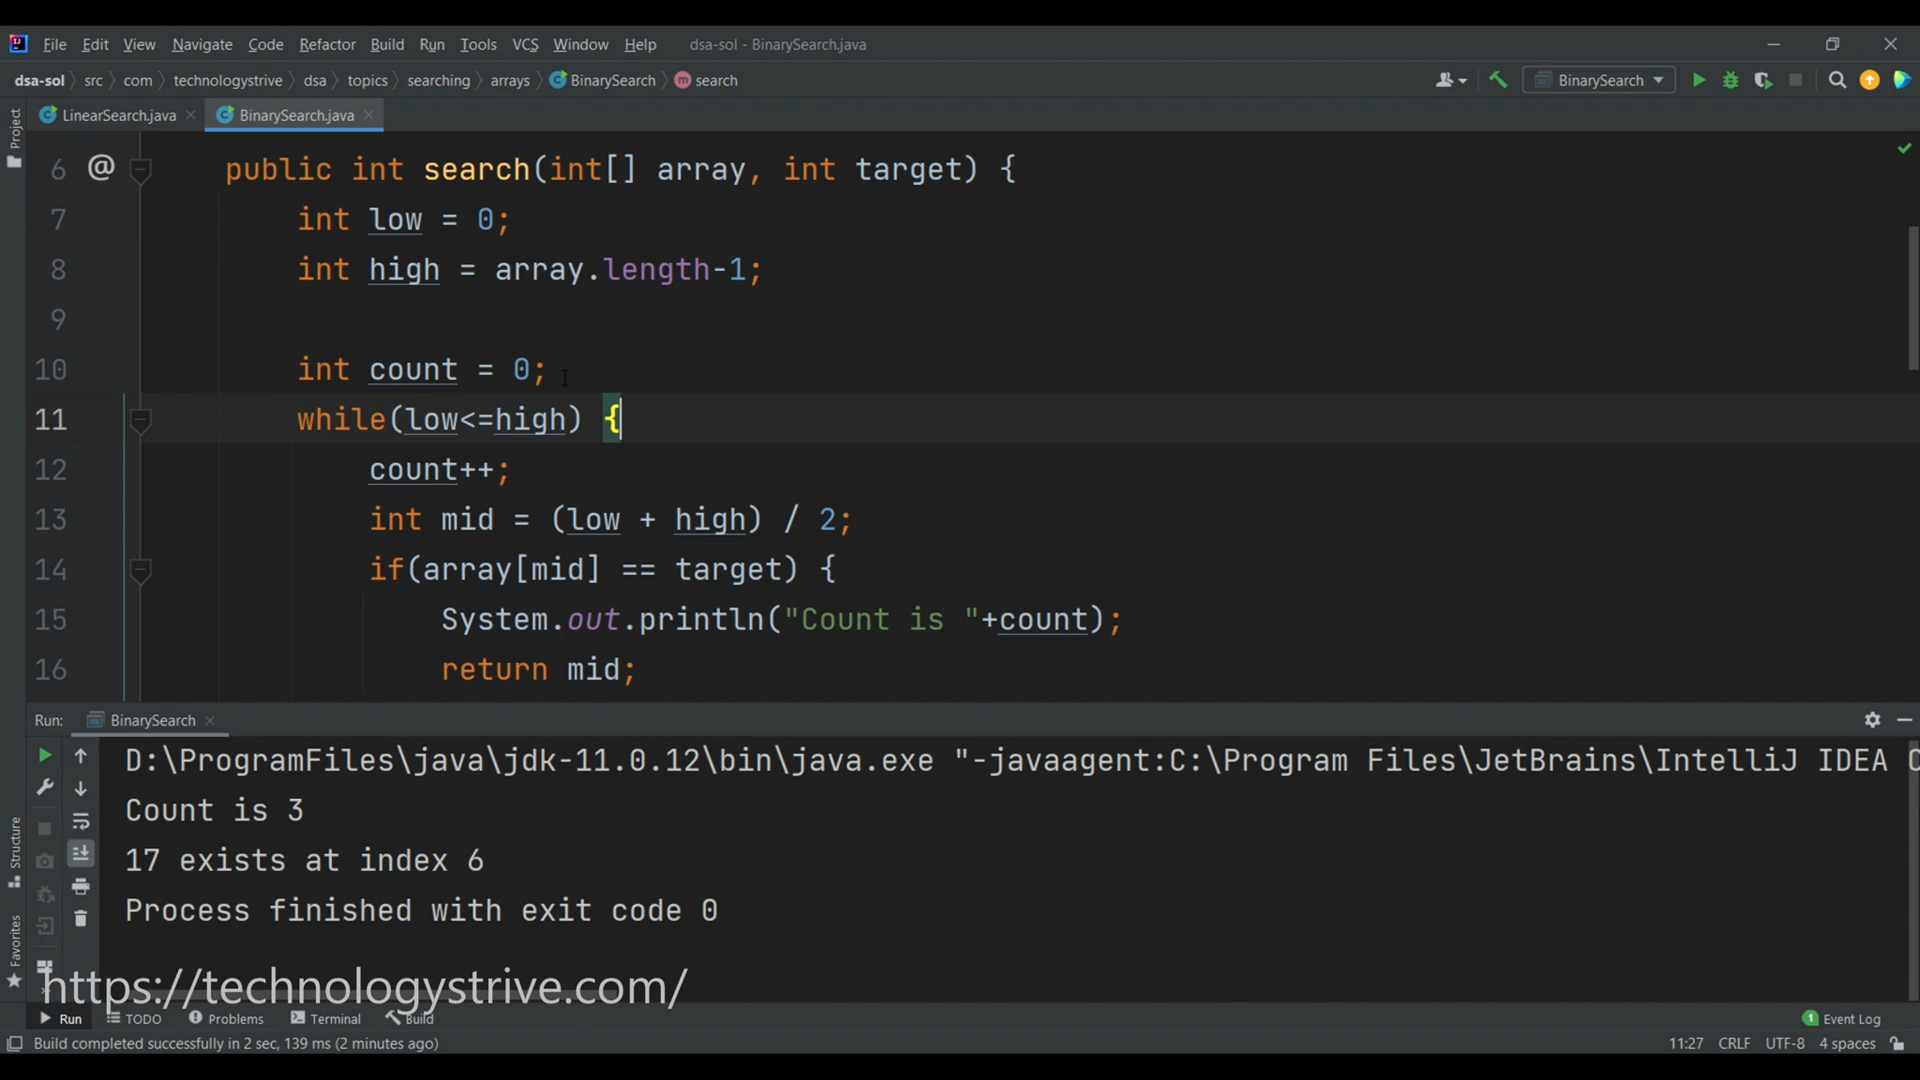 File Edit View Navigate Code Refactor Build Run Tools VCS Window Help dsa-sol - BinarySearch.java
dsa-sol src com technologystrive dsa topics searching arrays BinarySearch m search BinarySearch
LinearSearch.java BinarySearch.java
Project
6 @ public int search(int[] array, int target) {
7 int low = 0;
8 int high = array.length-1;
9
10 int count = 0;
11 while(low<=high) {
12 count++;
13 int mid = (low + high) / 2;
14 if(array[mid] == target) {
15 System.out.println("Count is "+count);
16 return mid;
Run: BinarySearch
D:\ProgramFiles\java\jdk-11.0.12\bin\java.exe "-javaagent:C:\Program Files\JetBrains\IntelliJ IDEA C
Count is 3
17 exists at index 6
Process finished with exit code 0
Structure
Favorites
https://technologystrive.com/
Run TODO Problems Terminal Build 1 Event Log
Build completed successfully in 2 sec, 139 ms (2 minutes ago) 11:27 CRLF UTF-8 4 spaces